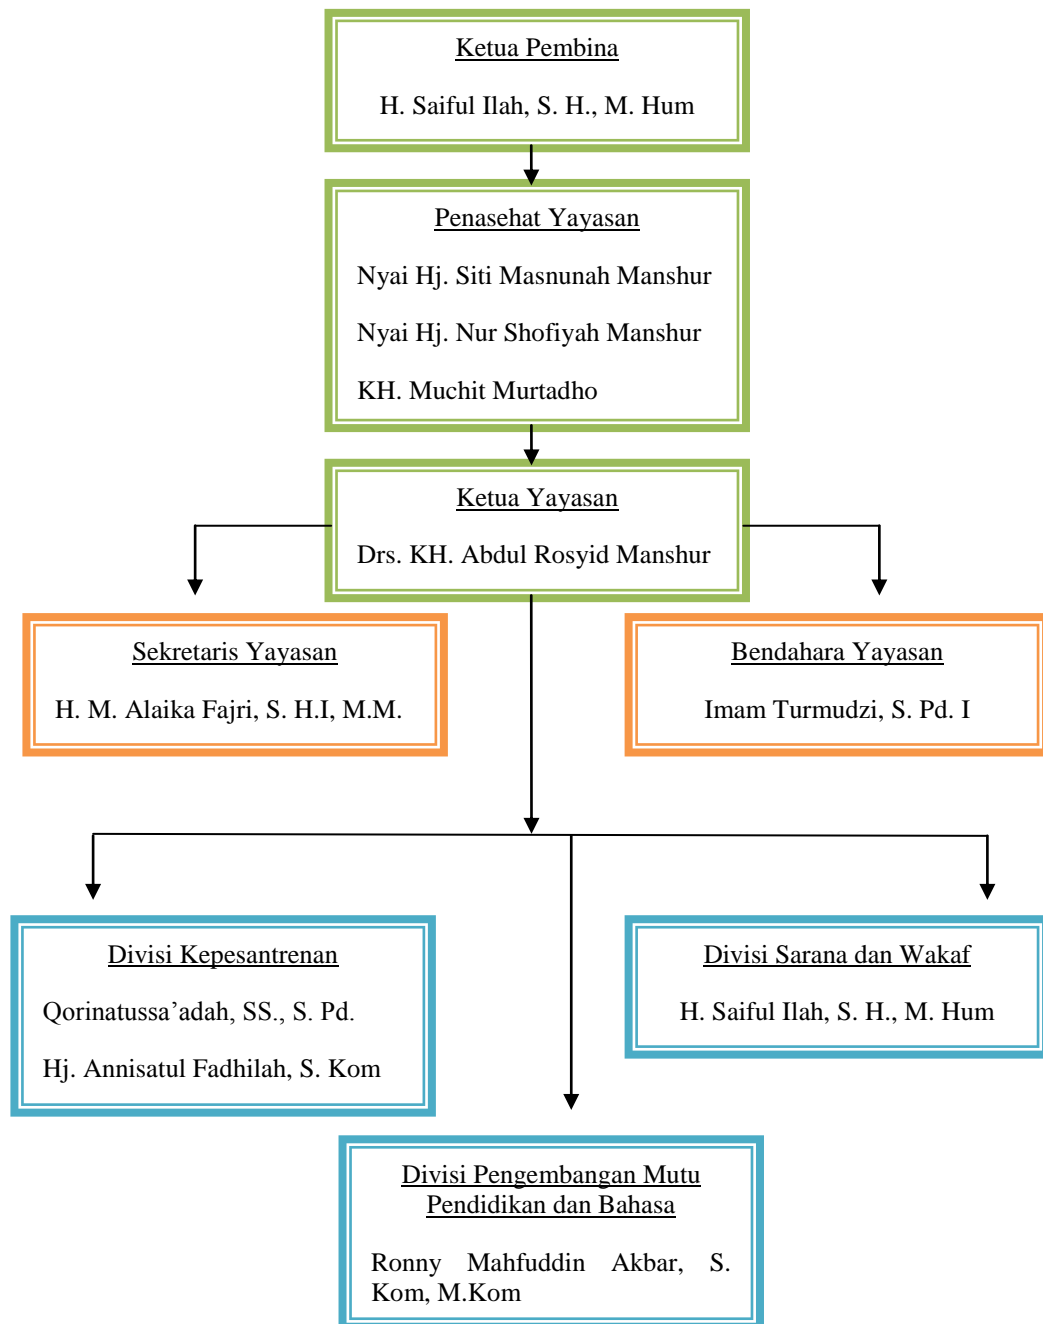 Ketua Pembina
H. Saiful Ilah, S. H., M. Hum
Penasehat Yayasan
Nyai Hj. Siti Masnunah Manshur
Nyai Hj. Nur Shofiyah Manshur
KH. Muchit Murtadho
Ketua Yayasan
Drs. KH. Abdul Rosyid Manshur
Sekretaris Yayasan
H. M. Alaika Fajri, S. H.I, M.M.
Bendahara Yayasan
Imam Turmudzi, S. Pd. I
Divisi Kepesantrenan
Qorinatussa’adah, SS., S. Pd.
Hj. Annisatul Fadhilah, S. Kom
Divisi Sarana dan Wakaf
H. Saiful Ilah, S. H., M. Hum
Divisi Pengembangan Mutu
Pendidikan dan Bahasa
Ronny Mahfuddin Akbar, S.
Kom, M.Kom